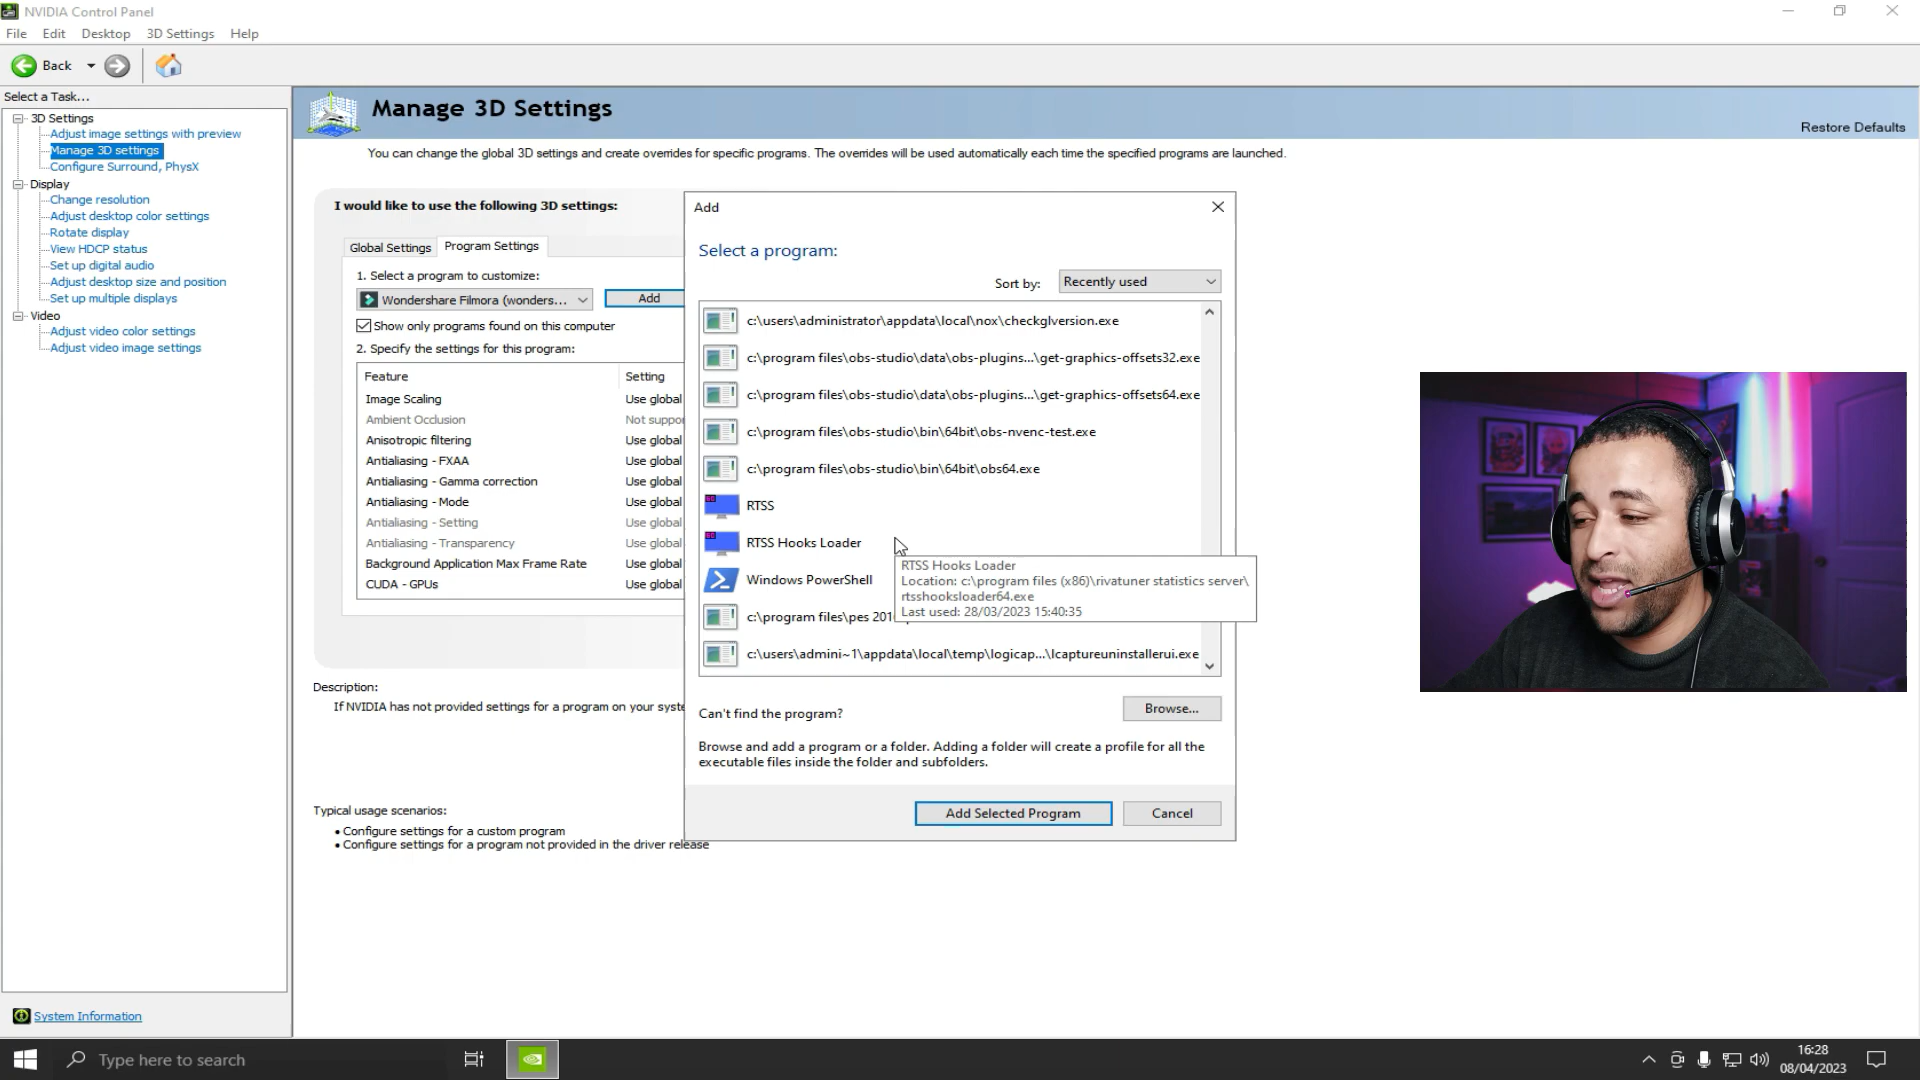 NVIDIA Control Panel
File Edit Desktop 3D Settings Help
Back
Select a Task...
3D Settings
Adjust image settings with preview
Manage 3D settings
Configure Surround, PhysX
Display
Change resolution
Adjust desktop color settings
Rotate display
View HDCP status
Set up digital audio
Adjust desktop size and position
Set up multiple displays
Video
Adjust video color settings
Adjust video image settings
System Information
Manage 3D Settings
Restore Defaults
You can change the global 3D settings and create overrides for specific programs. The overrides will be used automatically each time the specified programs are launched.
I would like to use the following 3D settings:
Global Settings Program Settings
1. Select a program to customize:
Wondershare Filmora (wonders... Add
Show only programs found on this computer
2. Specify the settings for this program:
Feature Setting
Image Scaling Use global
Ambient Occlusion Not suppor
Anisotropic filtering Use global
Antialiasing - FXAA Use global
Antialiasing - Gamma correction Use global
Antialiasing - Mode Use global
Antialiasing - Setting Use global
Antialiasing - Transparency Use global
Background Application Max Frame Rate Use global
CUDA - GPUs Use global
Description:
If NVIDIA has not provided settings for a program on your syste
Typical usage scenarios:
• Configure settings for a custom program
• Configure settings for a program not provided in the driver release
Add
Select a program:
Sort by: Recently used
c:\users\administrator\appdata\local\nox\checkglversion.exe
c:\program files\obs-studio\data\obs-plugins...\get-graphics-offsets32.exe
c:\program files\obs-studio\data\obs-plugins...\get-graphics-offsets64.exe
c:\program files\obs-studio\bin\64bit\obs-nvenc-test.exe
c:\program files\obs-studio\bin\64bit\obs64.exe
RTSS
RTSS Hooks Loader
Windows PowerShell
c:\program files\pes 201
c:\users\admini~1\appdata\local\temp\logicap...\lcaptureuninstallerui.exe
RTSS Hooks Loader
Location: c:\program files (x86)\rivatuner statistics server\
rtsshooksloader64.exe
Last used: 28/03/2023 15:40:35
Can't find the program? Browse...
Browse and add a program or a folder. Adding a folder will create a profile for all the
executable files inside the folder and subfolders.
Add Selected Program Cancel
Type here to search
16:28
08/04/2023